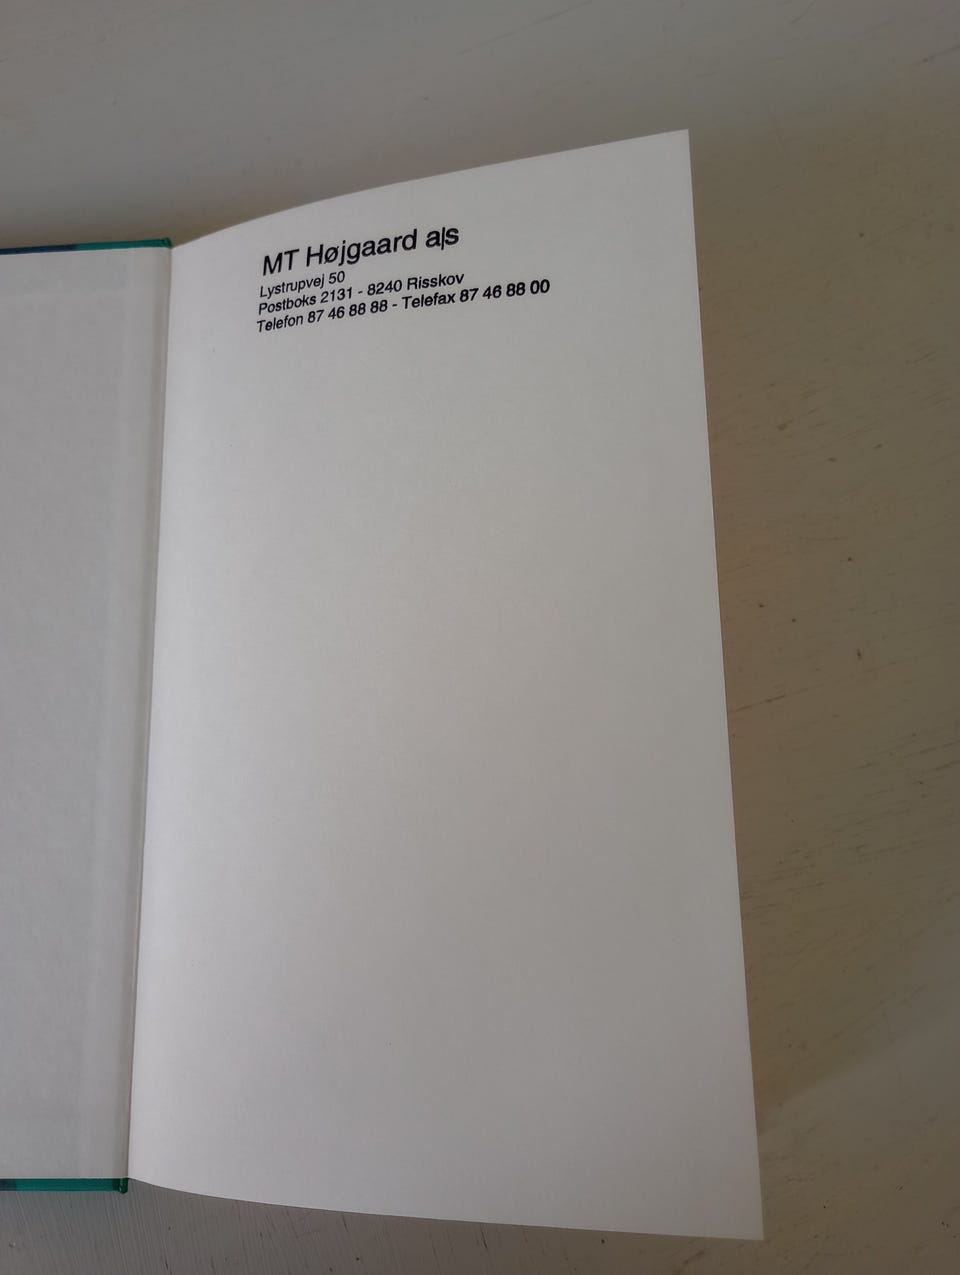 MT Højgaard a|s
Lystrupvej 50
Postboks 2131 - 8240 Risskov
Telefon 87 46 88 88 - Telefax 87 46 88 00